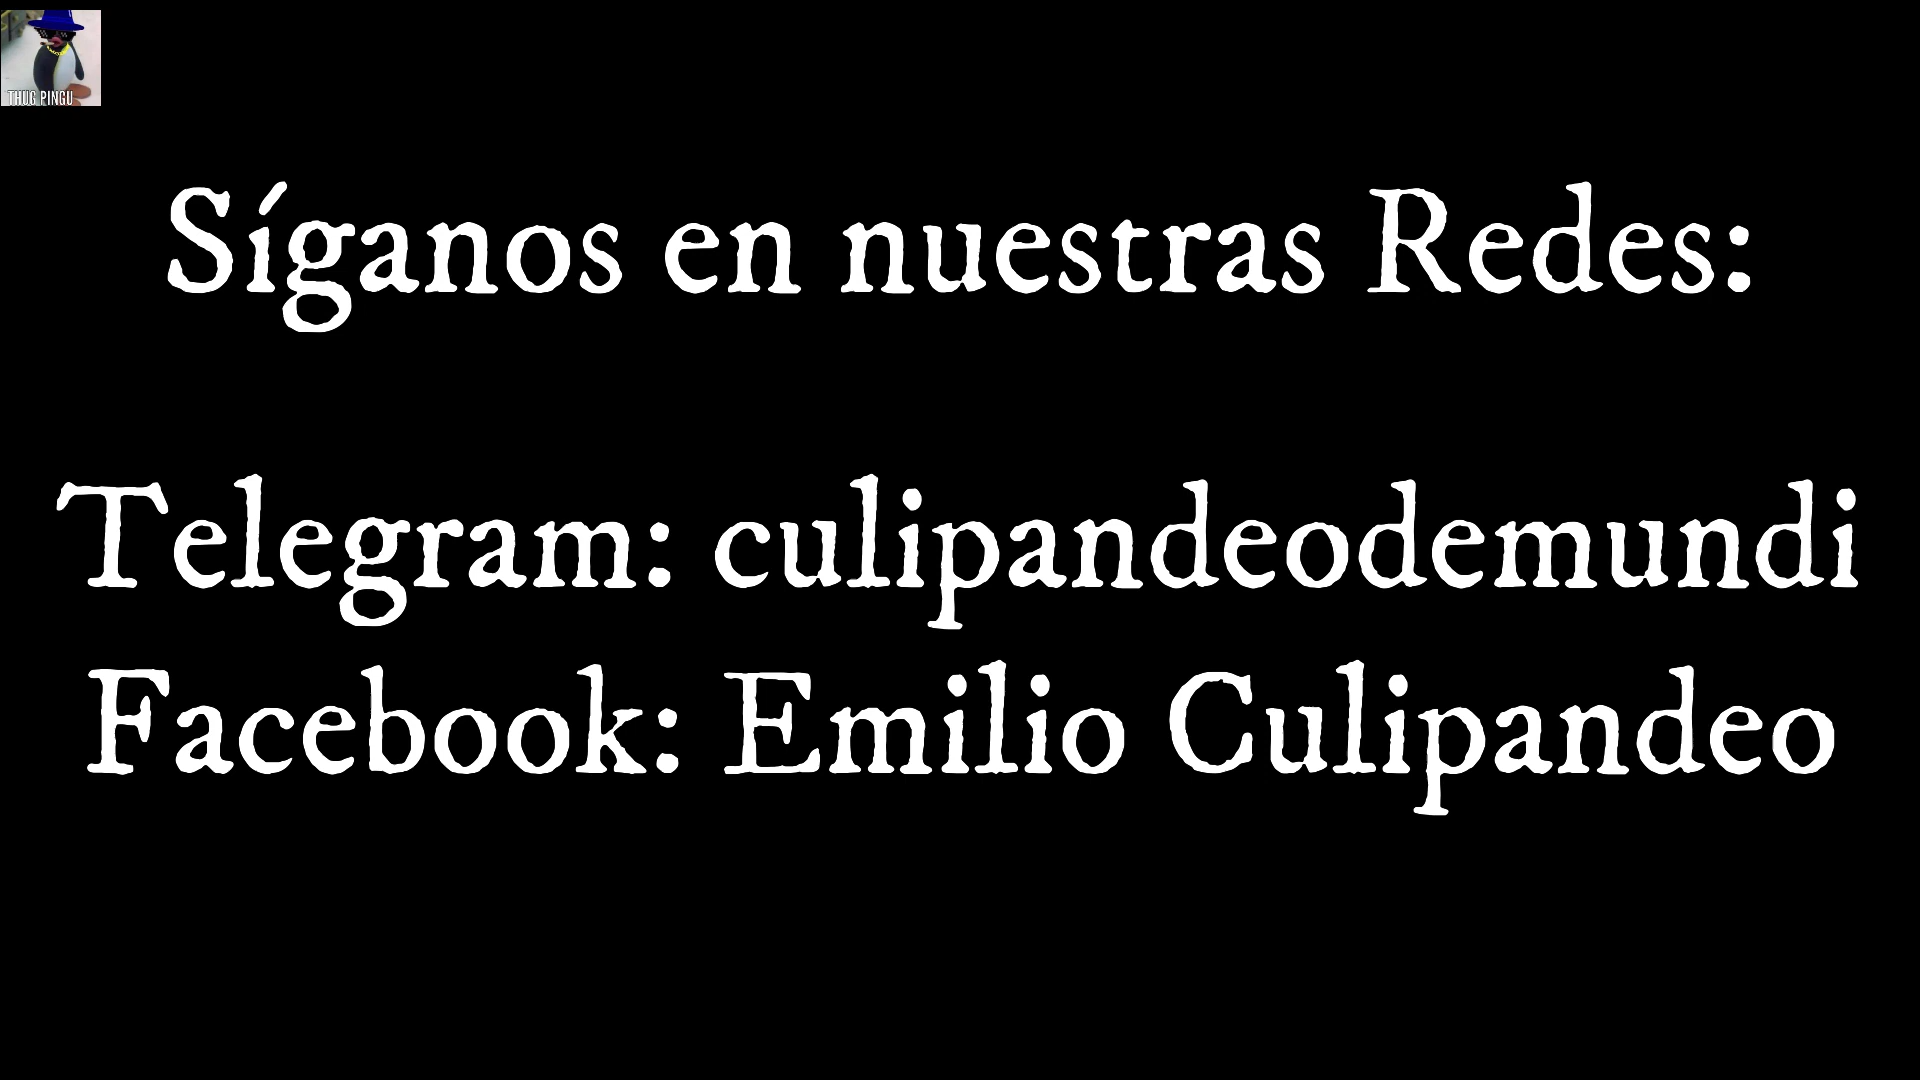 THUG PINGU
Síganos en nuestras Redes:
Telegram: culipandeodemundi
Facebook: Emilio Culipandeo